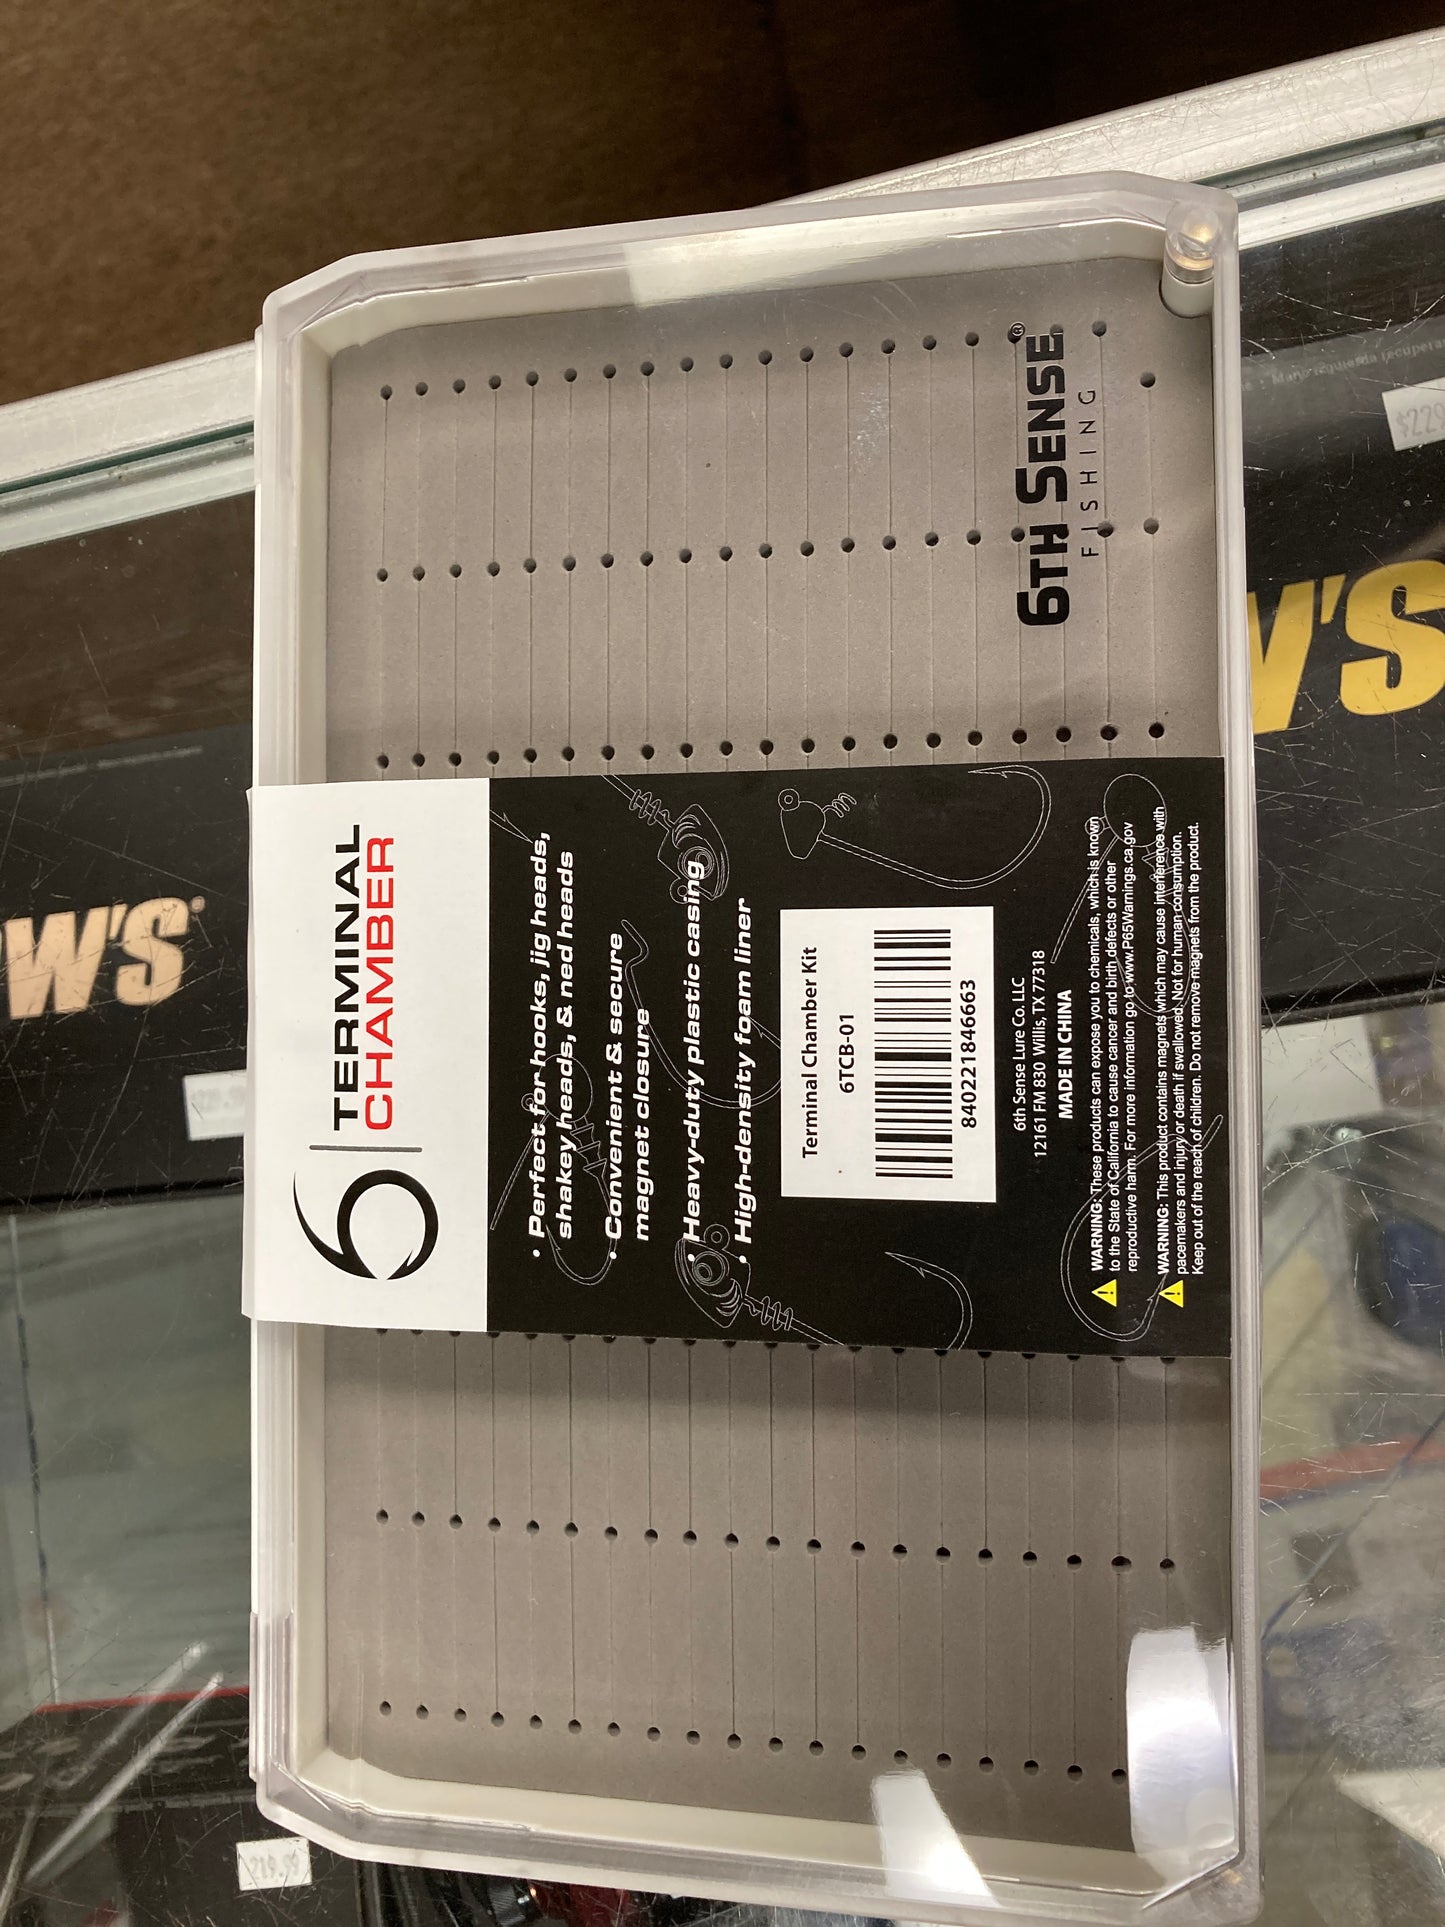 6 TERMINAL
CHAMBER
• Perfect for hooks, jig heads,
shakey heads, & ned heads
• Convenient & secure
magnet closure
• Heavy-duty plastic casing
• High-density foam liner
Terminal Chamber Kit
6TCB-01
840221846663
6th Sense Lure Co. LLC
12161 FM 830 Willis, TX 77318
MADE IN CHINA
WARNING: These products can expose you to chemicals, which is known
to the State of California to cause cancer and birth defects or other
reproductive harm. For more information go to www.P65Warnings.ca.gov
WARNING: This product contains magnets which may cause interference with
pacemakers and injury or death if swallowed. Not for human consumption.
Keep out of the reach of children. Do not remove magnets from the product.
6TH SENSE®
FISHING
W'S
'S